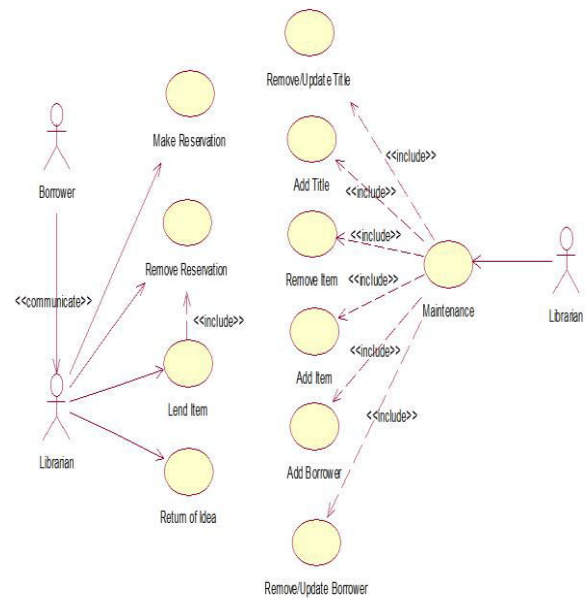 Remove/Update Title
Make Reservation
<<include>>
Borrower
Add Title
<<include>>
<<include>>
Remove Reservation
Remove Item
<<include>>
<<communicate>>
<<include>>
Maintenance
Librarian
Add Item
<<include>>
Lend Item
<<include>>
Librarian
Add Borrower
Return of Idea
Remove/Update Borrower